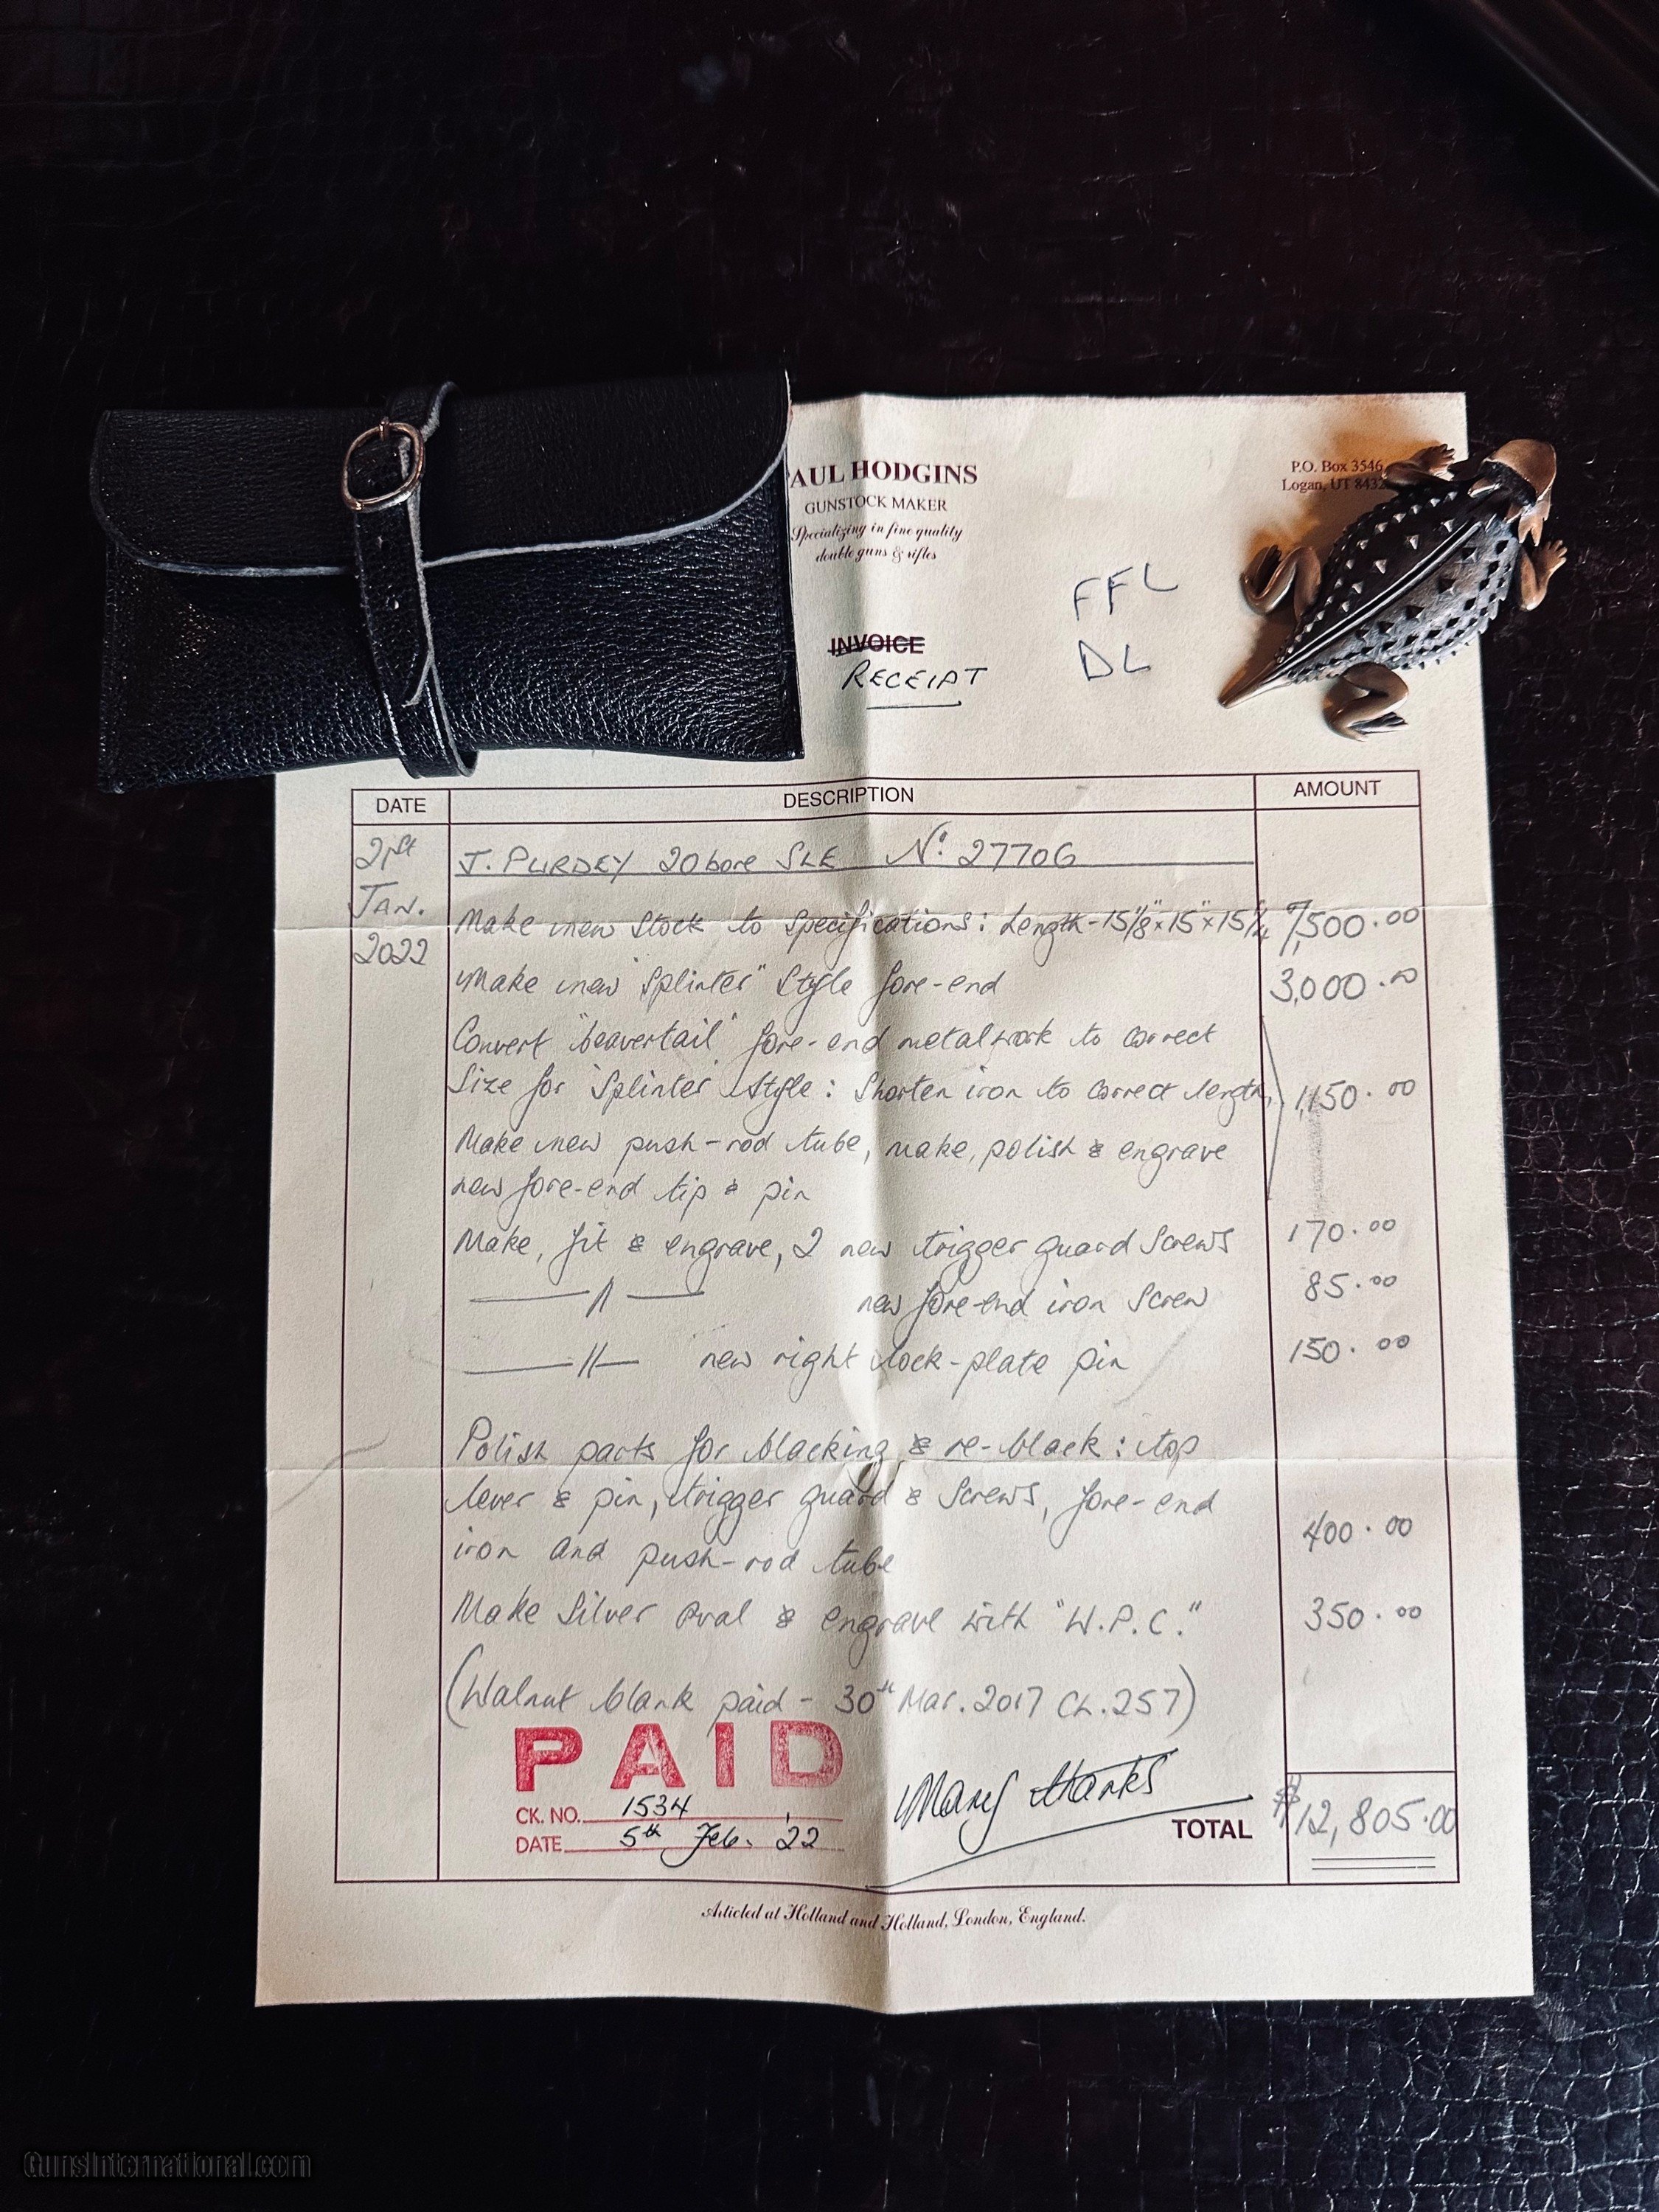 AUL HODGINS
GUNSTOCK MAKER
Specializing in fine quality
double guns & rifles
P.O. Box 3546
Logan, UT 8432
FFL
DL
INVOICE
RECEIPT
DATE DESCRIPTION AMOUNT
21st J. PURDEY 20 bore SLE No. 27706
JAN.
2022
Make new stock to specifications: Length - 15 1/8" x 15" x 15 1/4 7,500.00
Make new "Splinter" Style fore-end 3,000.00
Convert "beavertail" fore-end metalwork to correct
Size for 'Splinter' Style: Shorten iron to correct length, 1,150.00
Make new push-rod tube, make, polish & engrave
new fore-end tip & pin
Make, fit & engrave, 2 new trigger guard Screws 170.00
— 〃 — new fore-end iron Screw 85.00
— 〃 — new right lock-plate pin 150.00
Polish parts for blacking & re-black: top
lever & pin, trigger guard & Screws, fore-end
iron and push-rod tube 400.00
Make Silver oval & engrave with "W.P.C." 350.00
(Walnut blank paid - 30th Mar. 2017 Ch. 257)
PAID
CK. NO. 1534
DATE 5th Feb. '22
Many thanks
TOTAL $12,805.00
Articled at Holland and Holland, London, England.
GunsInternational.com